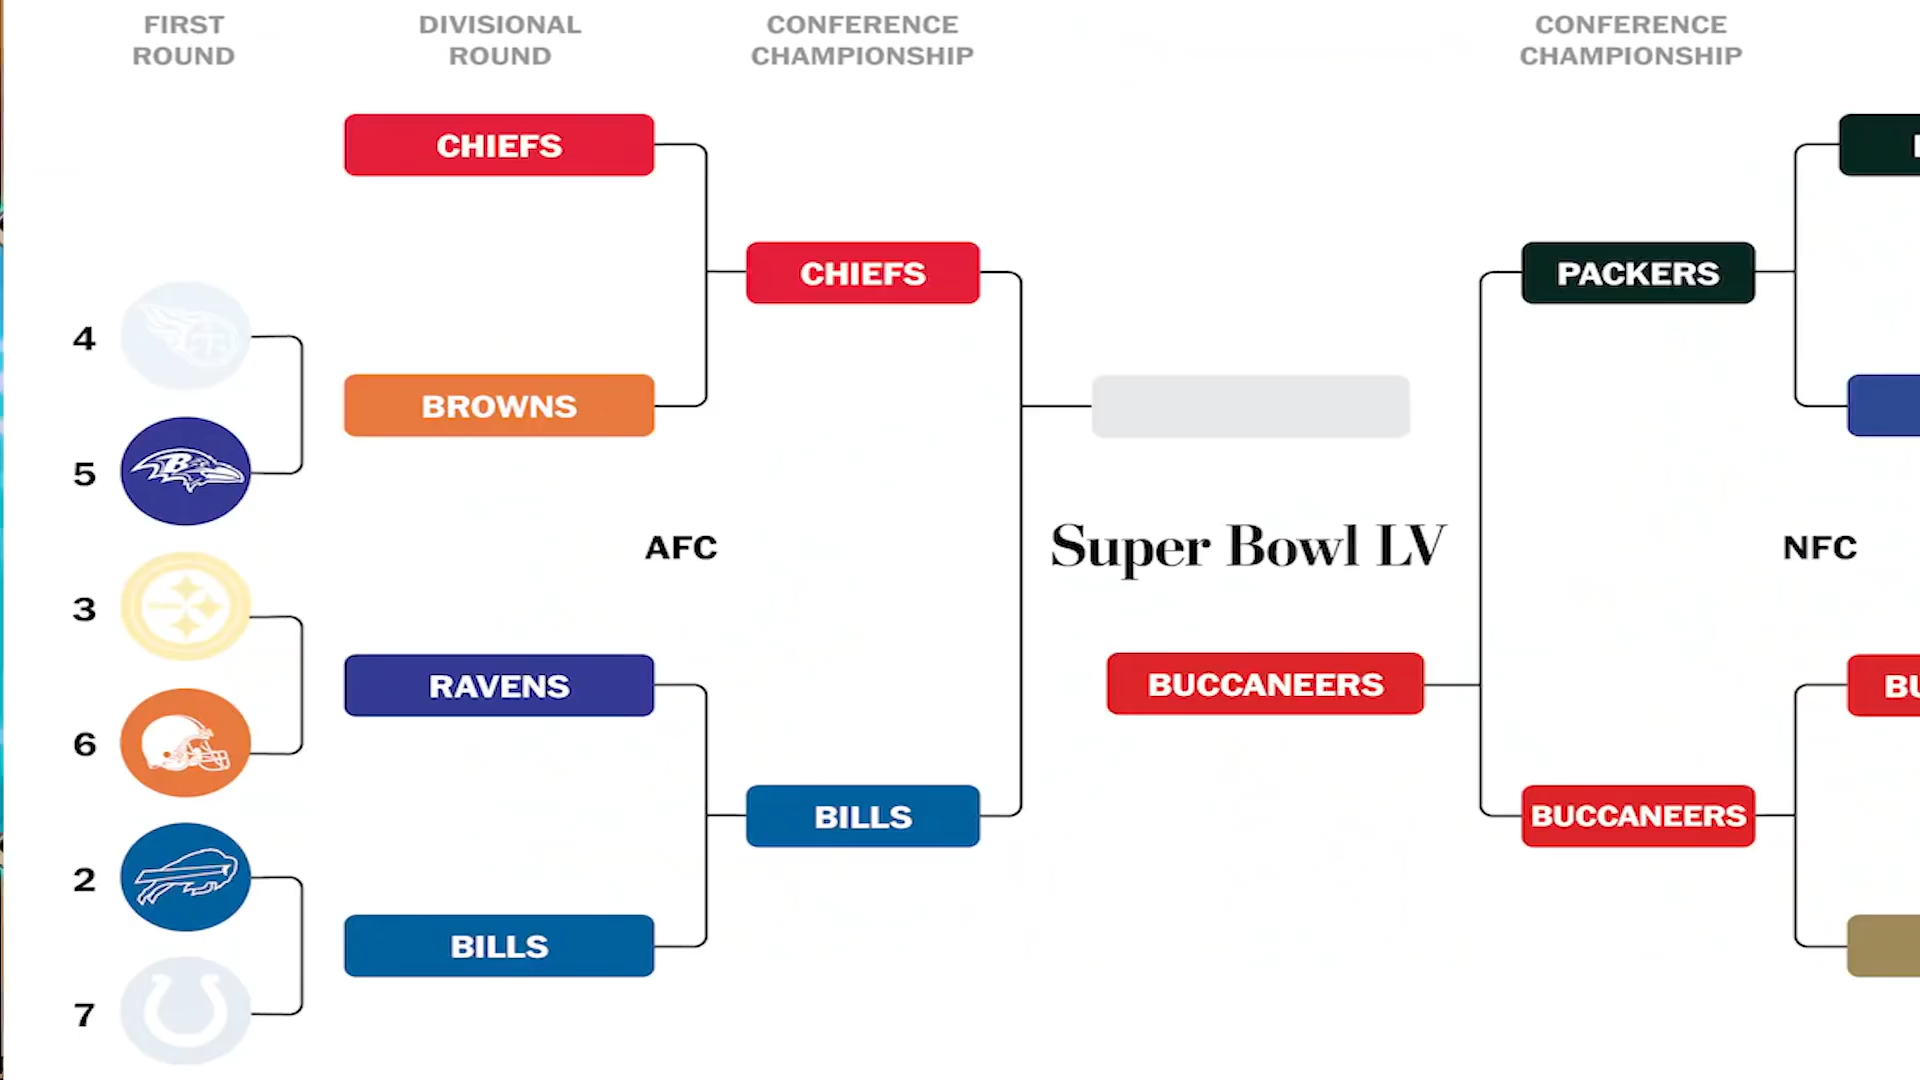 FIRST
ROUND
DIVISIONAL
ROUND
CONFERENCE
CHAMPIONSHIP
CONFERENCE
CHAMPIONSHIP
CHIEFS
CHIEFS
PACKERS
4
BROWNS
5
B
AFC
Super Bowl LV
NFC
3
RAVENS
BUCCANEERS
BU
6
BILLS
BUCCANEERS
2
BILLS
7